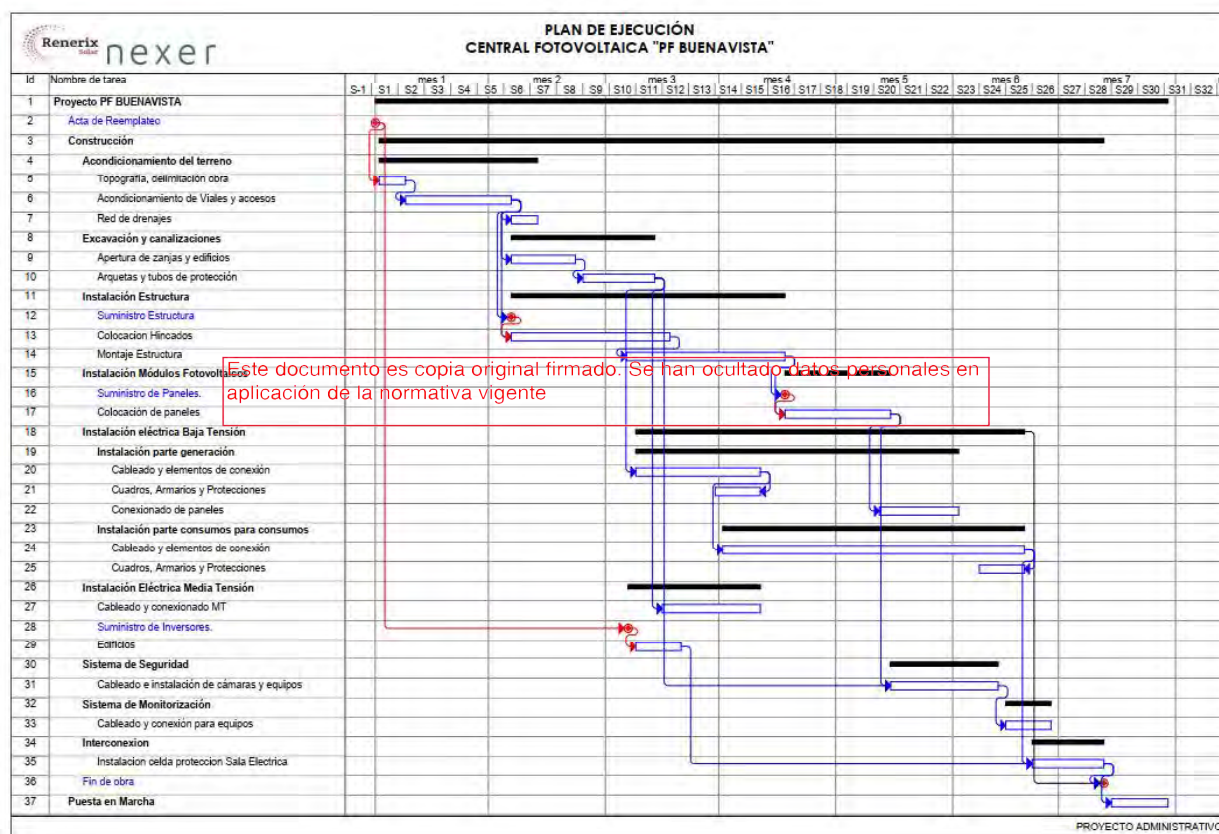 Renerix
Solar
nexer
PLAN DE EJECUCIÓN
CENTRAL FOTOVOLTAICA "PF BUENAVISTA"
Id Nombre de tarea mes 1 mes 2 mes 3 mes 4 mes 5 mes 6 mes 7
S-1 S1 S2 S3 S4 S5 S6 S7 S8 S9 S10 S11 S12 S13 S14 S15 S16 S17 S18 S19 S20 S21 S22 S23 S24 S25 S26 S27 S28 S29 S30 S31 S32
1 Proyecto PF BUENAVISTA
2 Acta de Reemplateo
3 Construcción
4 Acondicionamiento del terreno
5 Topografía, delimitación obra
6 Acondicionamiento de Viales y accesos
7 Red de drenajes
8 Excavación y canalizaciones
9 Apertura de zanjas y edificios
10 Arquetas y tubos de protección
11 Instalación Estructura
12 Suministro Estructura
13 Colocacion Hincados
14 Montaje Estructura
15 Instalación Módulos Fotovoltaicos
16 Suministro de Paneles.
17 Colocación de paneles
Este documento es copia original firmado. Se han ocultado datos personales en
aplicación de la normativa vigente
18 Instalación eléctrica Baja Tensión
19 Instalación parte generación
20 Cableado y elementos de conexión
21 Cuadros, Armarios y Protecciones
22 Conexionado de paneles
23 Instalación parte consumos para consumos
24 Cableado y elementos de conexión
25 Cuadros, Armarios y Protecciones
26 Instalación Eléctrica Media Tensión
27 Cableado y conexionado MT
28 Suministro de Inversores.
29 Edificios
30 Sistema de Seguridad
31 Cableado e instalación de cámaras y equipos
32 Sistema de Monitorización
33 Cableado y conexión para equipos
34 Interconexion
35 Instalacion celda proteccion Sala Electrica
36 Fin de obra
37 Puesta en Marcha
PROYECTO ADMINISTRATIVO